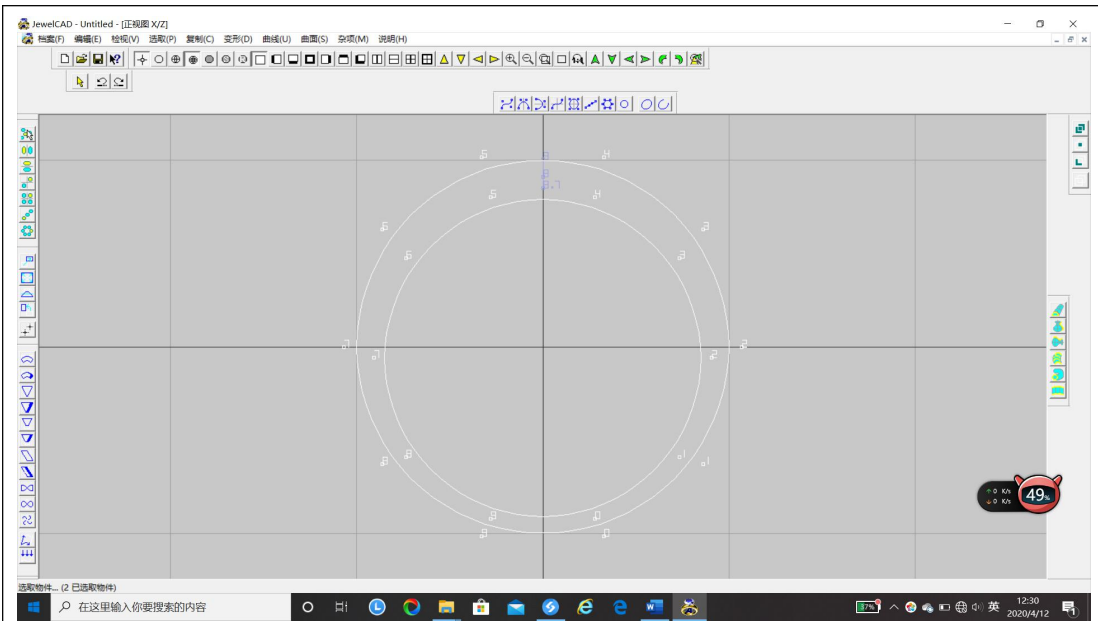 JewelCAD - Untitled - [正视图 X/Z]
档案(F) 编辑(E) 检视(V) 选取(P) 复制(C) 变形(D) 曲线(U) 曲面(S) 杂项(M) 说明(H)
选取物件... (2 已选取物件)
↑0 K/s
↓0 K/s
49%
在这里输入你要搜索的内容
37%
英
12:30
2020/4/12